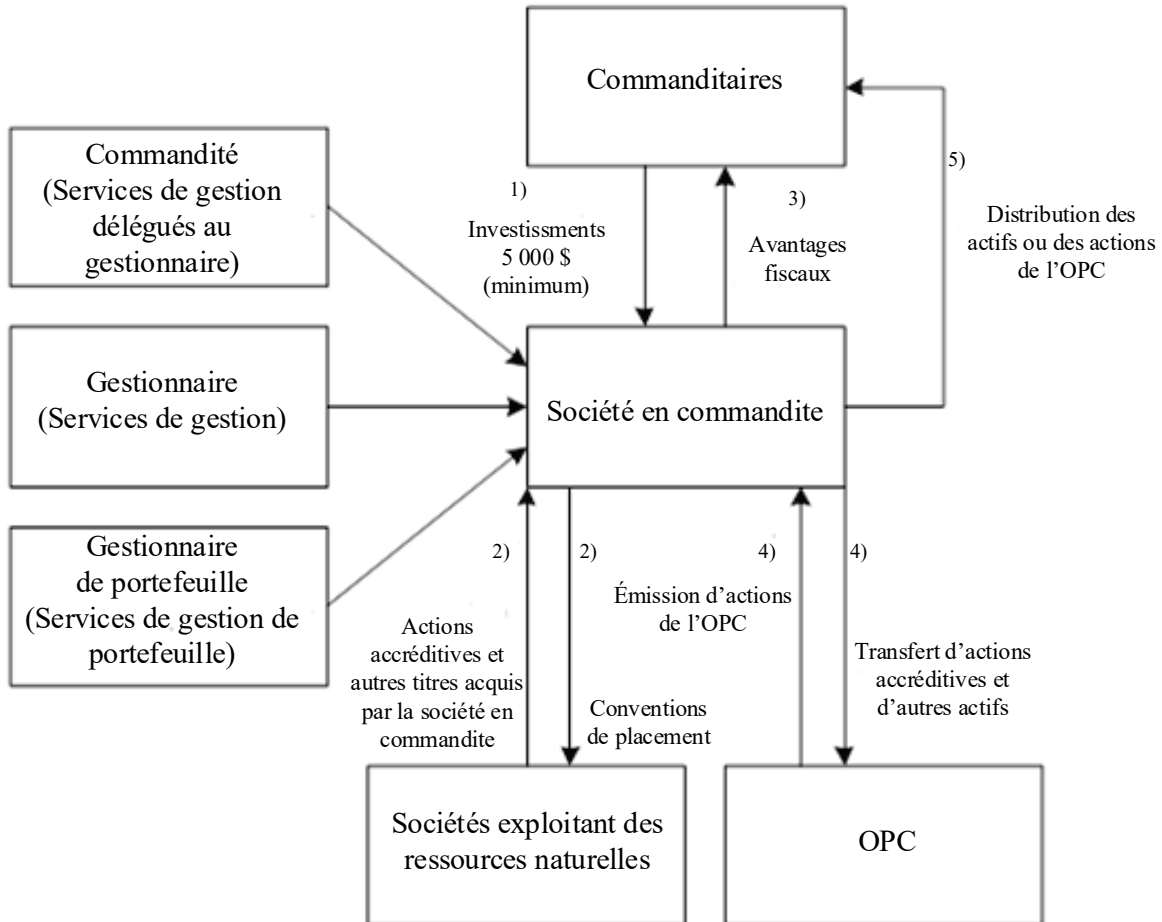 Commanditaires
Commandité
(Services de gestion
délégués au
gestionnaire)
1)
Investissments
5 000 $
(minimum)
3)
Avantages
fiscaux
5)
Distribution des
actifs ou des actions
de l’OPC
Gestionnaire
(Services de gestion)
Société en commandite
Gestionnaire
de portefeuille
(Services de gestion de
portefeuille)
2)
Actions
accréditives et
autres titres acquis
par la société en
commandite
2)
Conventions
de placement
4)
Émission d’actions
de l’OPC
4)
Transfert d’actions
accréditives et
d’autres actifs
Sociétés exploitant des
ressources naturelles
OPC